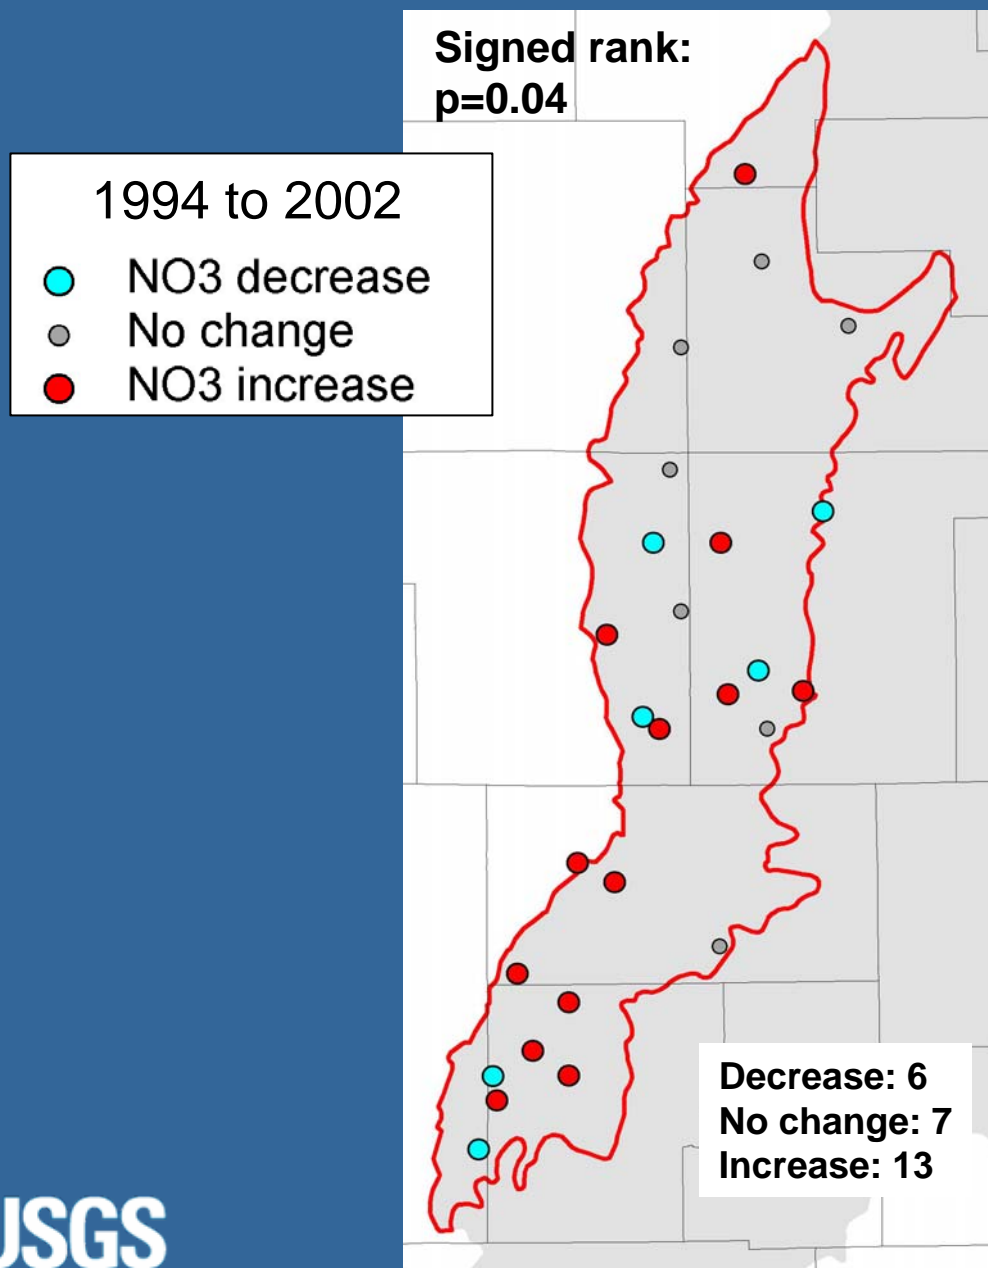 Signed rank:
p=0.04
1994 to 2002
NO3 decrease
No change
NO3 increase
Decrease: 6
No change: 7
Increase: 13
USGS